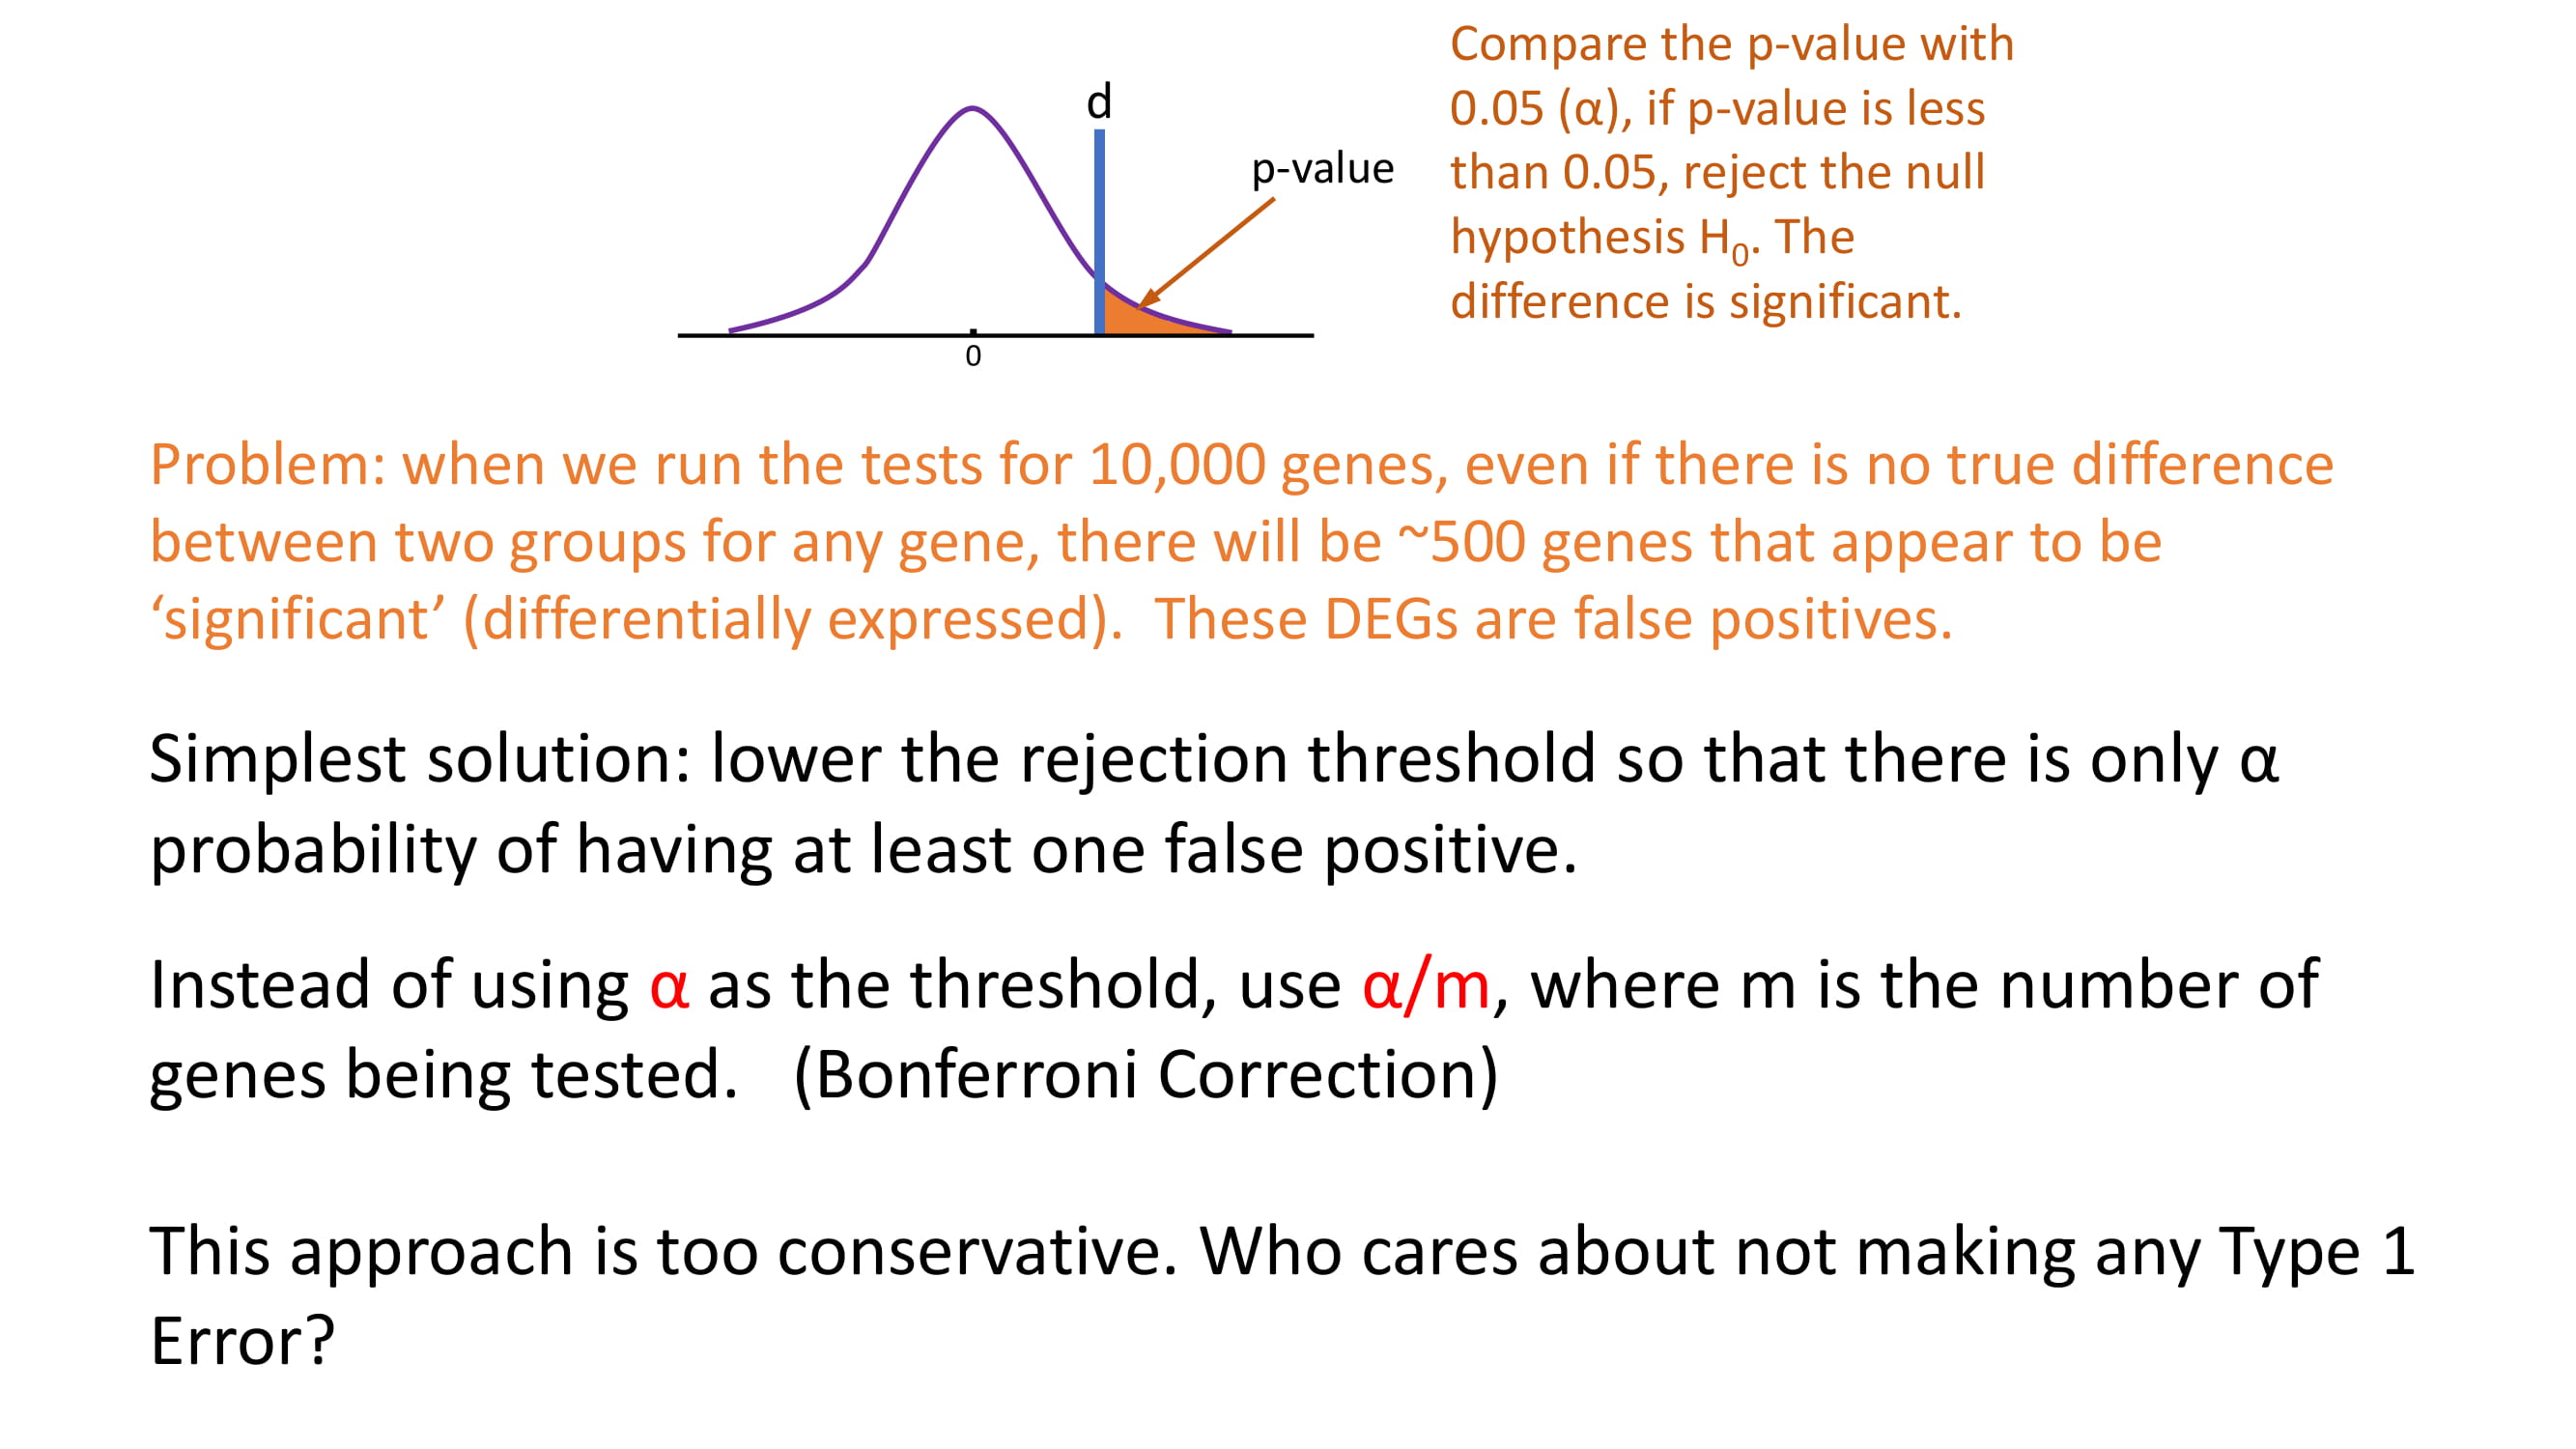 Compare the p-value with
0.05 (α), if p-value is less
than 0.05, reject the null
hypothesis H₀. The
difference is significant.
d
p-value
0
Problem: when we run the tests for 10,000 genes, even if there is no true difference
between two groups for any gene, there will be ~500 genes that appear to be
‘significant’ (differentially expressed).  These DEGs are false positives.
Simplest solution: lower the rejection threshold so that there is only α
probability of having at least one false positive.
Instead of using α as the threshold, use α/m, where m is the number of
genes being tested.   (Bonferroni Correction)
This approach is too conservative. Who cares about not making any Type 1
Error?